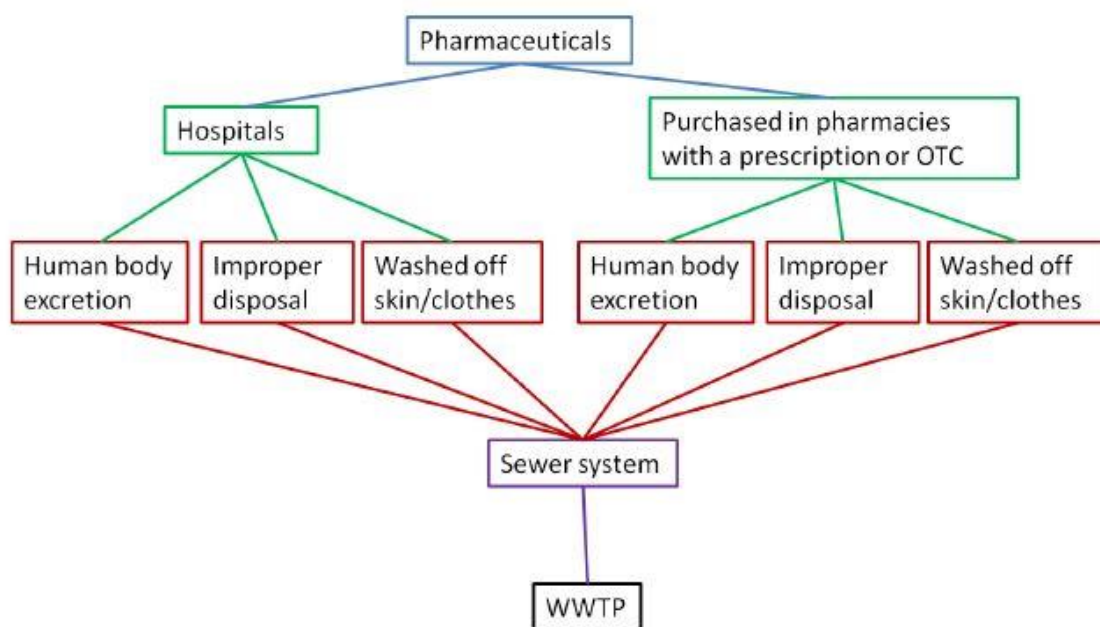 Pharmaceuticals
Hospitals
Purchased in pharmacies
with a prescription or OTC
Human body
excretion
Improper
disposal
Washed off
skin/clothes
Human body
excretion
Improper
disposal
Washed off
skin/clothes
Sewer system
WWTP